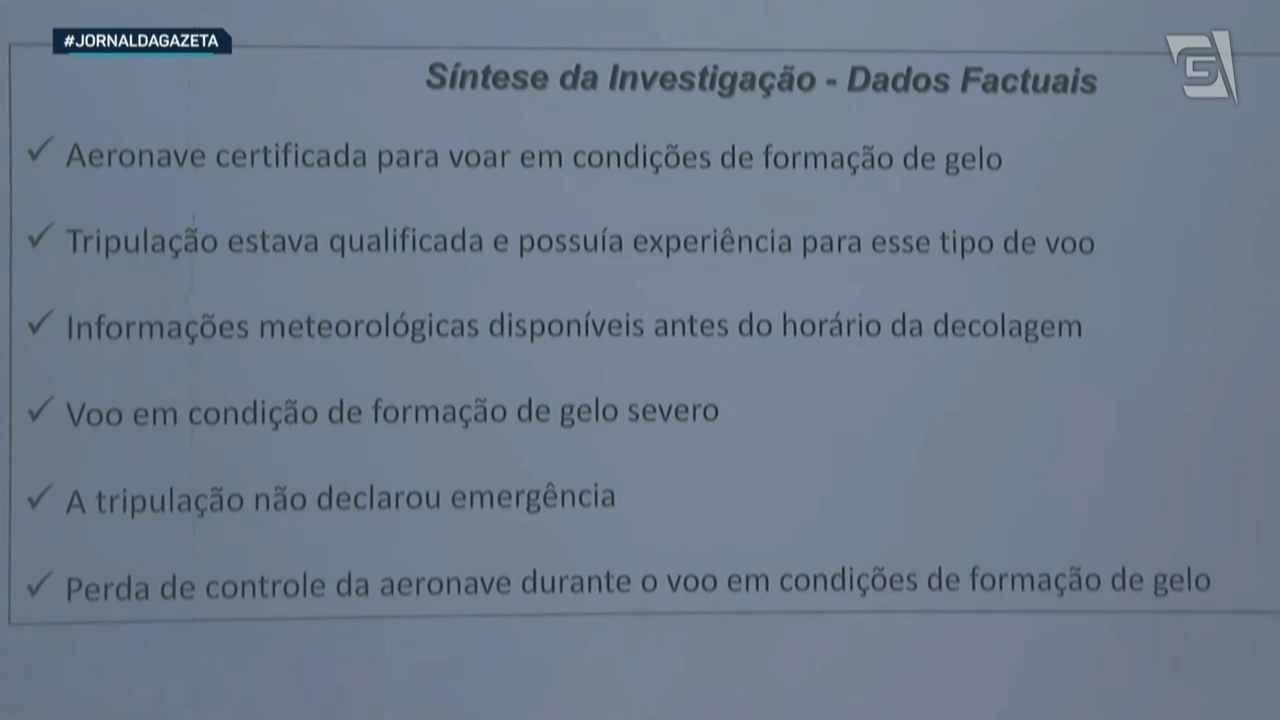 #JORNALDAGAZETA
Síntese da Investigação - Dados Factuais
✓ Aeronave certificada para voar em condições de formação de gelo
✓ Tripulação estava qualificada e possuía experiência para esse tipo de voo
✓ Informações meteorológicas disponíveis antes do horário da decolagem
✓ Voo em condição de formação de gelo severo
✓ A tripulação não declarou emergência
✓ Perda de controle da aeronave durante o voo em condições de formação de gelo